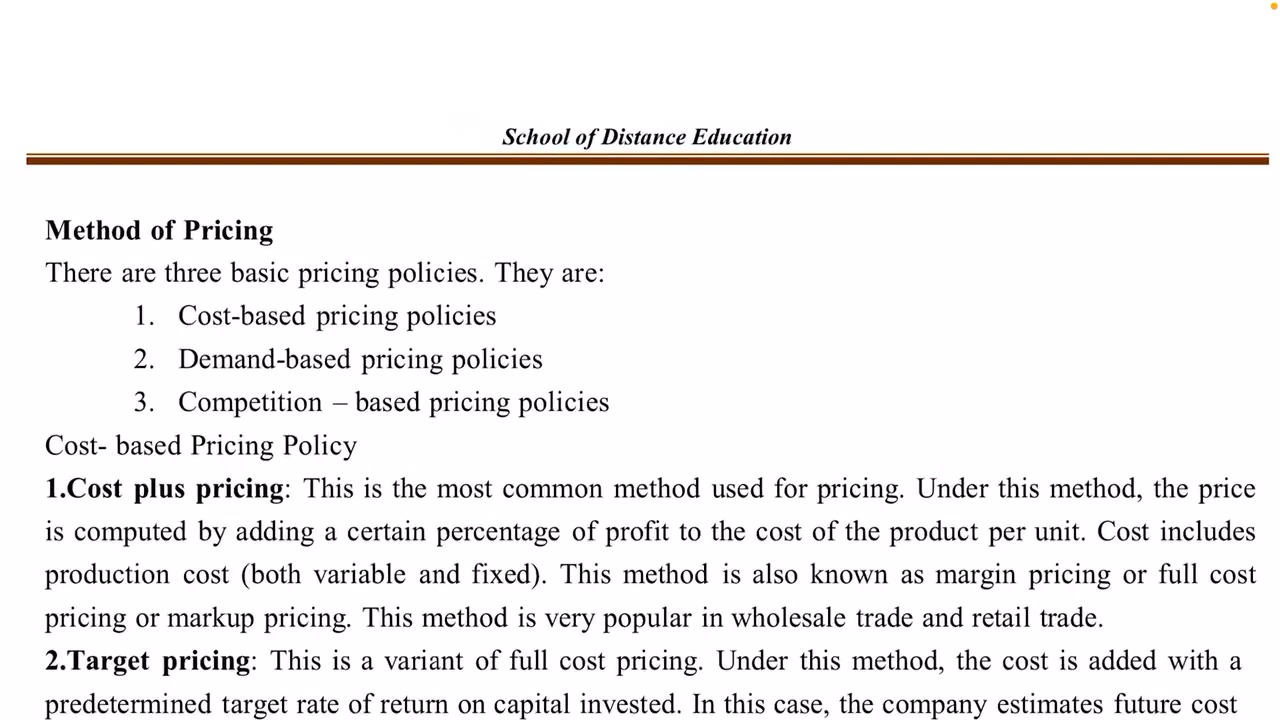 School of Distance Education
Method of Pricing
There are three basic pricing policies. They are:
1. Cost-based pricing policies
2. Demand-based pricing policies
3. Competition – based pricing policies
Cost- based Pricing Policy
1.Cost plus pricing: This is the most common method used for pricing. Under this method, the price
is computed by adding a certain percentage of profit to the cost of the product per unit. Cost includes
production cost (both variable and fixed). This method is also known as margin pricing or full cost
pricing or markup pricing. This method is very popular in wholesale trade and retail trade.
2.Target pricing: This is a variant of full cost pricing. Under this method, the cost is added with a
predetermined target rate of return on capital invested. In this case, the company estimates future cost